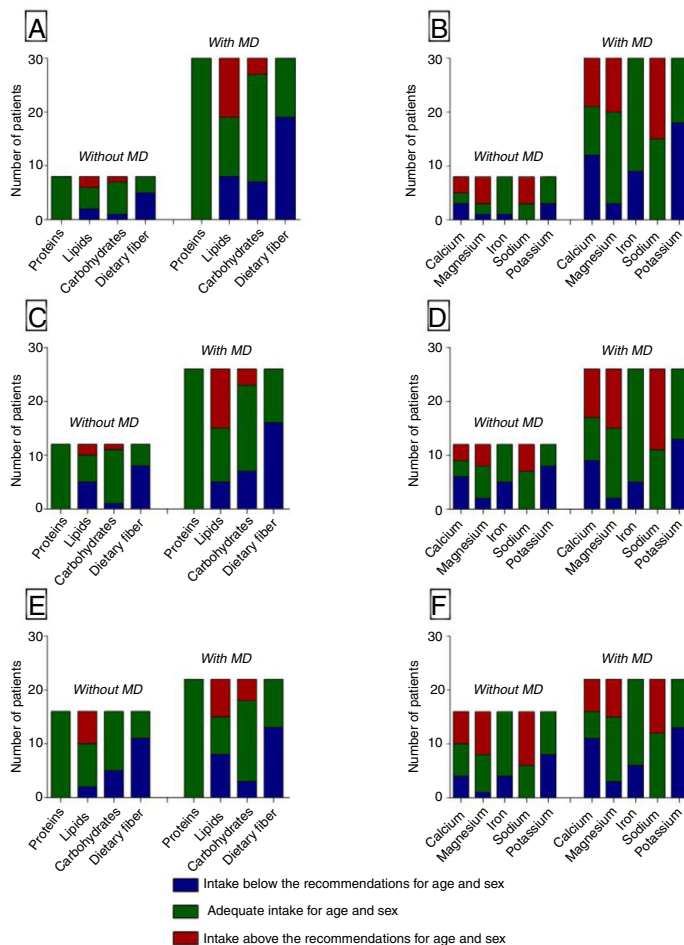 A
With MD
Without MD
Number of patients
30
20
10
0
Proteins
Lipids
Carbohydrates
Dietary fiber
Proteins
Lipids
Carbohydrates
Dietary fiber
B
With MD
Without MD
Number of patients
30
20
10
0
Calcium
Magnesium
Iron
Sodium
Potassium
Calcium
Magnesium
Iron
Sodium
Potassium
C
With MD
Without MD
Number of patients
30
20
10
0
Proteins
Lipids
Carbohydrates
Dietary fiber
Proteins
Lipids
Carbohydrates
Dietary fiber
D
With MD
Without MD
Number of patients
30
20
10
0
Calcium
Magnesium
Iron
Sodium
Potassium
Calcium
Magnesium
Iron
Sodium
Potassium
E
With MD
Without MD
Number of patients
30
20
10
0
Proteins
Lipids
Carbohydrates
Dietary fiber
Proteins
Lipids
Carbohydrates
Dietary fiber
F
With MD
Without MD
Number of patients
30
20
10
0
Calcium
Magnesium
Iron
Sodium
Potassium
Calcium
Magnesium
Iron
Sodium
Potassium
Intake below the recommendations for age and sex
Adequate intake for age and sex
Intake above the recommendations for age and sex